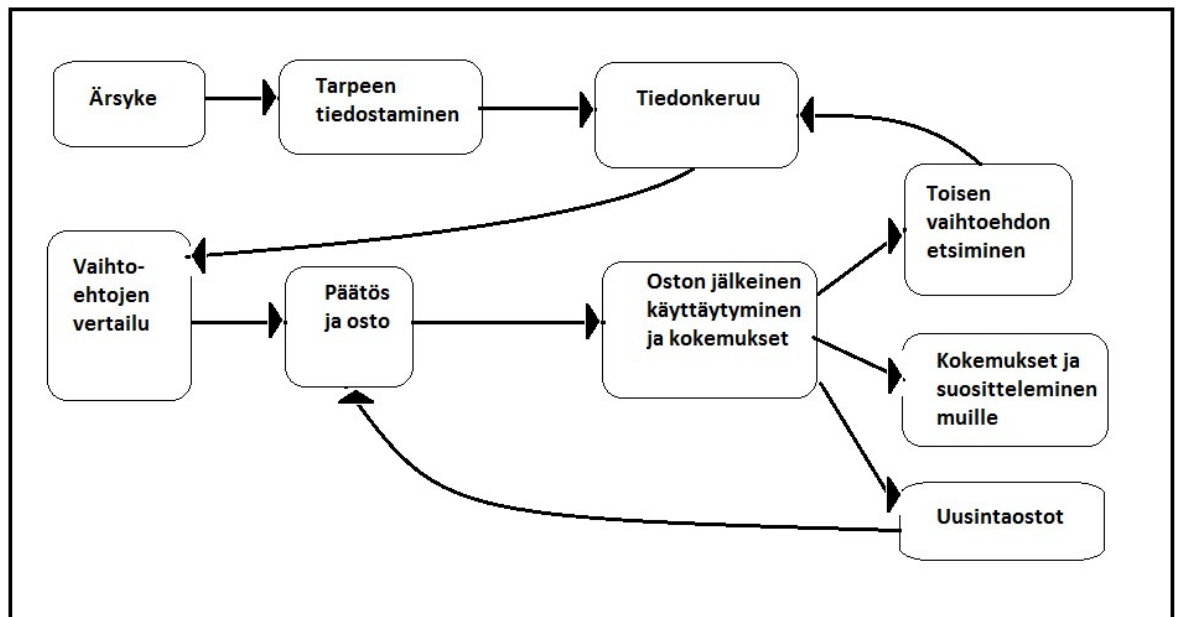 Ärsyke
Tarpeen
tiedostaminen
Tiedonkeruu
Toisen
vaihtoehdon
etsiminen
Vaihto-
ehtojen
vertailu
Päätös
ja osto
Oston jälkeinen
käyttäytyminen
ja kokemukset
Kokemukset ja
suositteleminen
muille
Uusintaostot